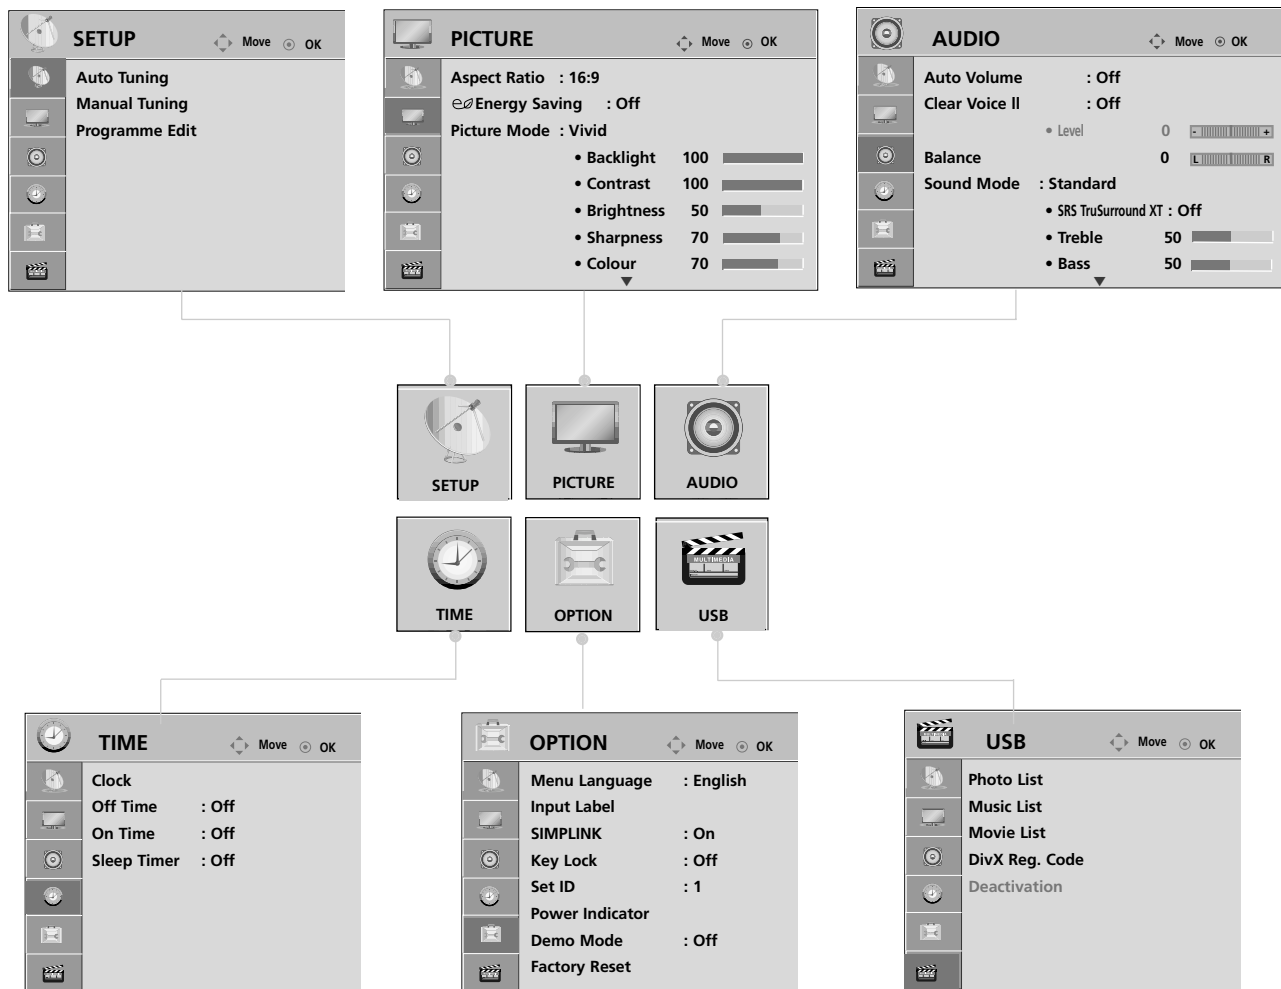 SETUP Move OK
Auto Tuning
Manual Tuning
Programme Edit
PICTURE Move OK
Aspect Ratio : 16:9
Energy Saving : Off
Picture Mode : Vivid
• Backlight 100
• Contrast 100
• Brightness 50
• Sharpness 70
• Colour 70
AUDIO Move OK
Auto Volume : Off
Clear Voice ll : Off
• Level 0 - +
Balance 0 L R
Sound Mode : Standard
• SRS TruSurround XT : Off
• Treble 50
• Bass 50
SETUP
PICTURE
AUDIO
MULTIMEDIA
TIME
OPTION
USB
TIME Move OK
Clock
Off Time : Off
On Time : Off
Sleep Timer : Off
OPTION Move OK
Menu Language : English
Input Label
SIMPLINK : On
Key Lock : Off
Set ID : 1
Power Indicator
Demo Mode : Off
Factory Reset
USB Move OK
Photo List
Music List
Movie List
DivX Reg. Code
Deactivation